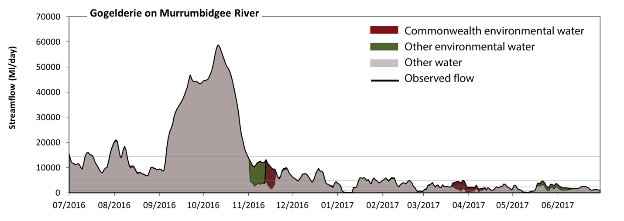 Gogelderie on Murrumbidgee River
Streamflow (Ml/day)
70000
60000
50000
40000
30000
20000
10000
0
Commonwealth environmental water
Other environmental water
Other water
Observed flow
07/2016 08/2016 09/2016 10/2016 11/2016 12/2016 01/2017 02/2017 03/2017 04/2017 05/2017 06/2017